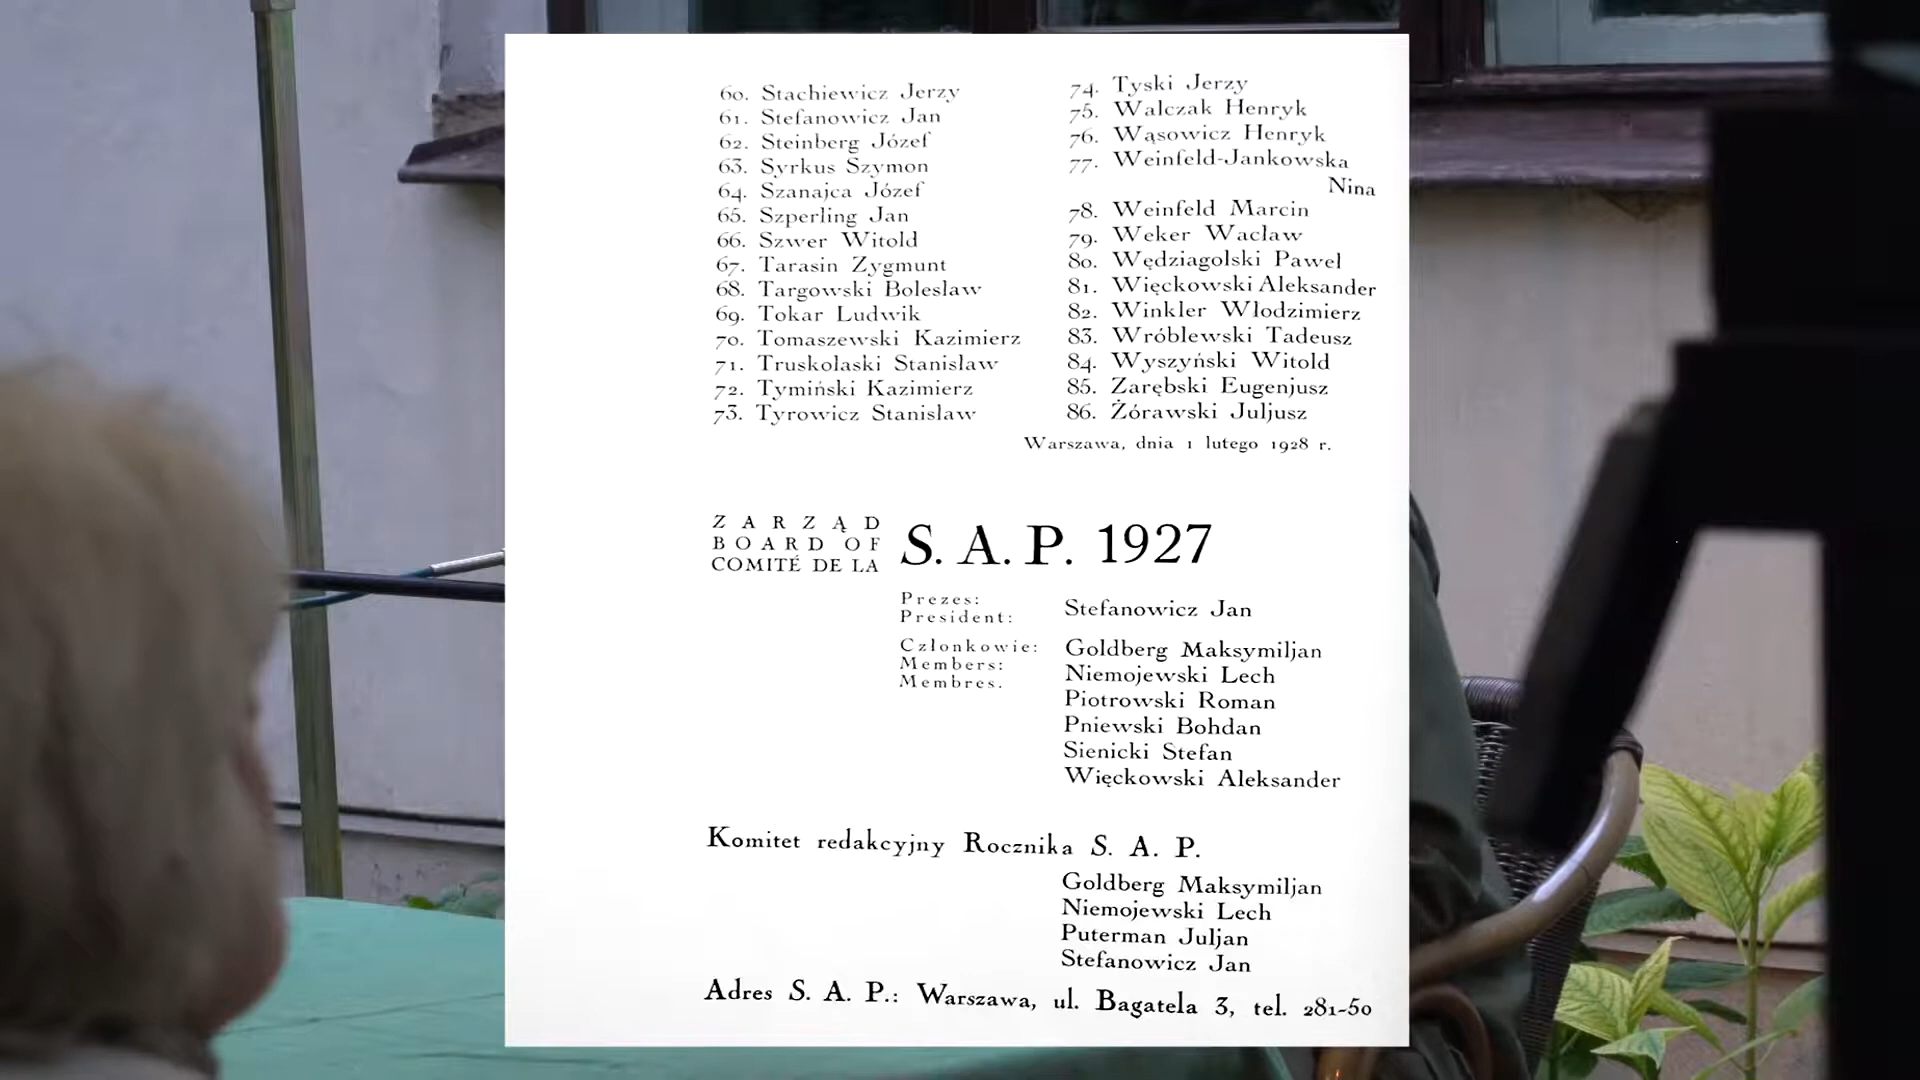 60. Stachiewicz Jerzy
61. Stefanowicz Jan
62. Steinberg Józef
63. Syrkus Szymon
64. Szanajca Józef
65. Szperling Jan
66. Szwer Witold
67. Tarasin Zygmunt
68. Targowski Boleslaw
69. Tokar Ludwik
70. Tomaszewski Kazimierz
71. Truskolaski Stanisław
72. Tymiński Kazimierz
73. Tyrowicz Stanisław
74. Tyski Jerzy
75. Walczak Henryk
76. Wąsowicz Henryk
77. Weinfeld-Jankowska
Nina
78. Weinfeld Marcin
79. Weker Wacław
80. Wędziagolski Paweł
81. Więckowski Aleksander
82. Winkler Włodzimierz
83. Wróblewski Tadeusz
84. Wyszyński Witold
85. Zarębski Eugenjusz
86. Żórawski Juljusz
Warszawa, dnia 1 lutego 1928 r.
ZARZĄD
BOARD OF
COMITÉ DE LA
S. A. P. 1927
Prezes:
President:
Stefanowicz Jan
Członkowie:
Members:
Membres.
Goldberg Maksymiljan
Niemojewski Lech
Piotrowski Roman
Pniewski Bohdan
Sienicki Stefan
Więckowski Aleksander
Komitet redakcyjny Rocznika S. A. P.
Goldberg Maksymiljan
Niemojewski Lech
Puterman Juljan
Stefanowicz Jan
Adres S. A. P.: Warszawa, ul. Bagatela 3, tel. 281-50